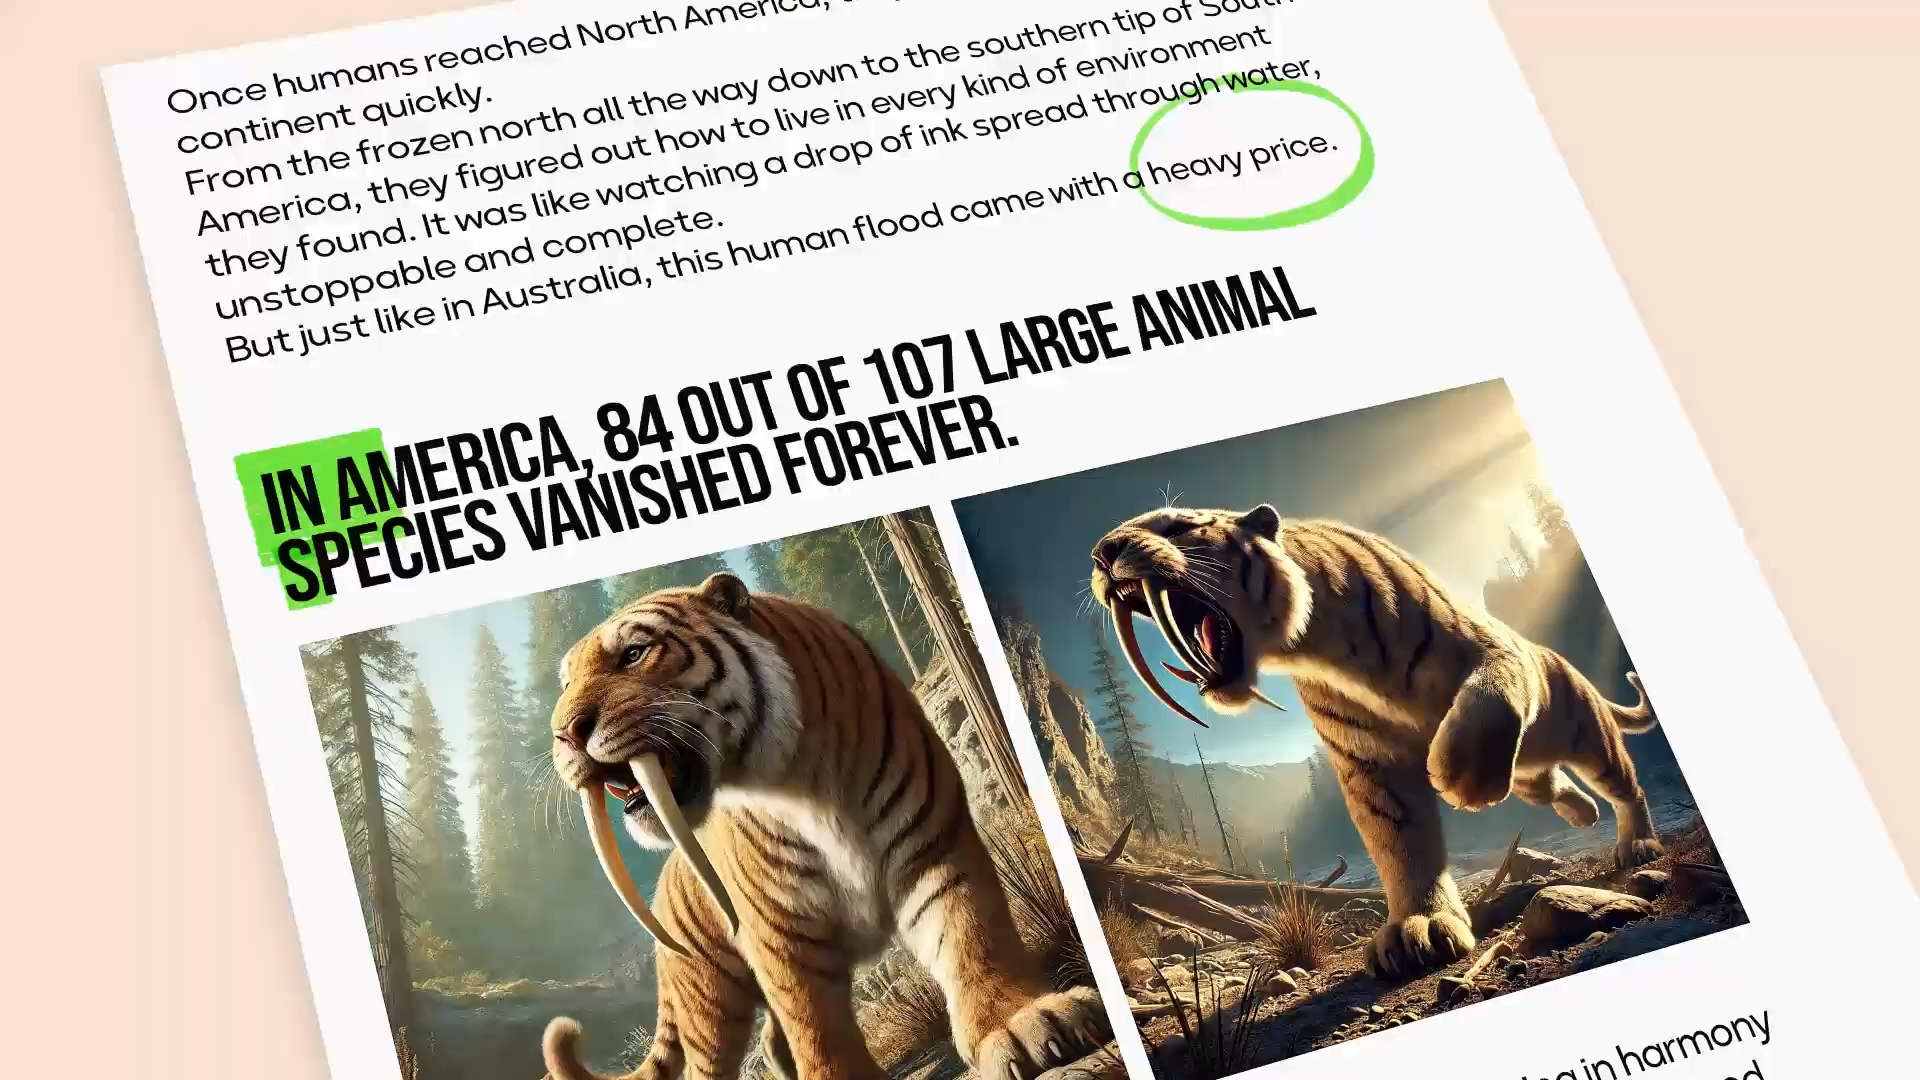 Once humans reached North America,
continent quickly.
From the frozen north all the way down to the southern tip of South
America, they figured out how to live in every kind of environment
they found. It was like watching a drop of ink spread through water,
unstoppable and complete.
But just like in Australia, this human flood came with a heavy price.
IN AMERICA, 84 OUT OF 107 LARGE ANIMAL
SPECIES VANISHED FOREVER.
in harmony